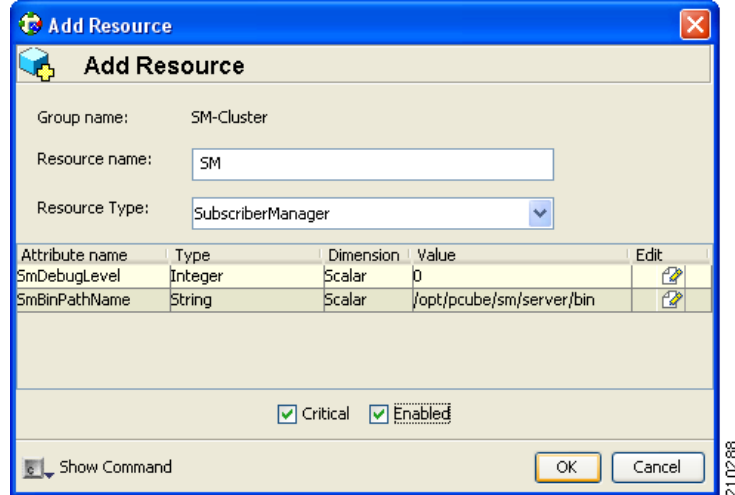 Add Resource
Add Resource
Group name: SM-Cluster
Resource name: SM
Resource Type: SubscriberManager
Attribute name Type Dimension Value Edit
SmDebugLevel Integer Scalar 0
SmBinPathName String Scalar /opt/pcube/sm/server/bin
Critical Enabled
Show Command OK Cancel
210288